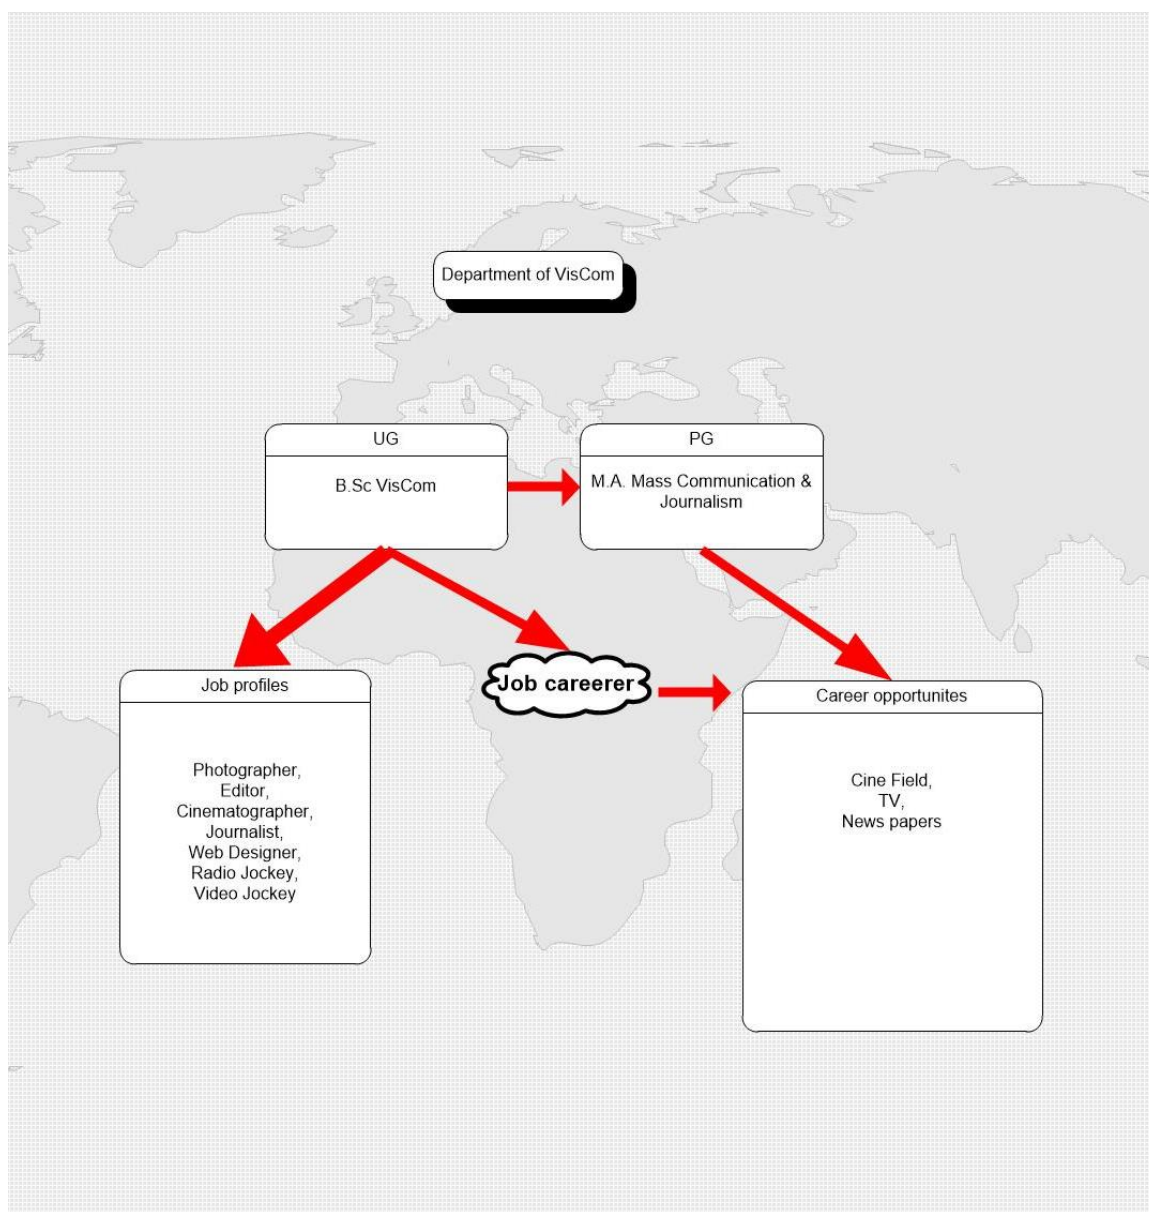 Department of VisCom
UG
B.Sc VisCom
PG
M.A. Mass Communication &
Journalism
Job profiles
Photographer,
Editor,
Cinematographer,
Journalist,
Web Designer,
Radio Jockey,
Video Jockey
Job careerer
Career opportunites
Cine Field,
TV,
News papers